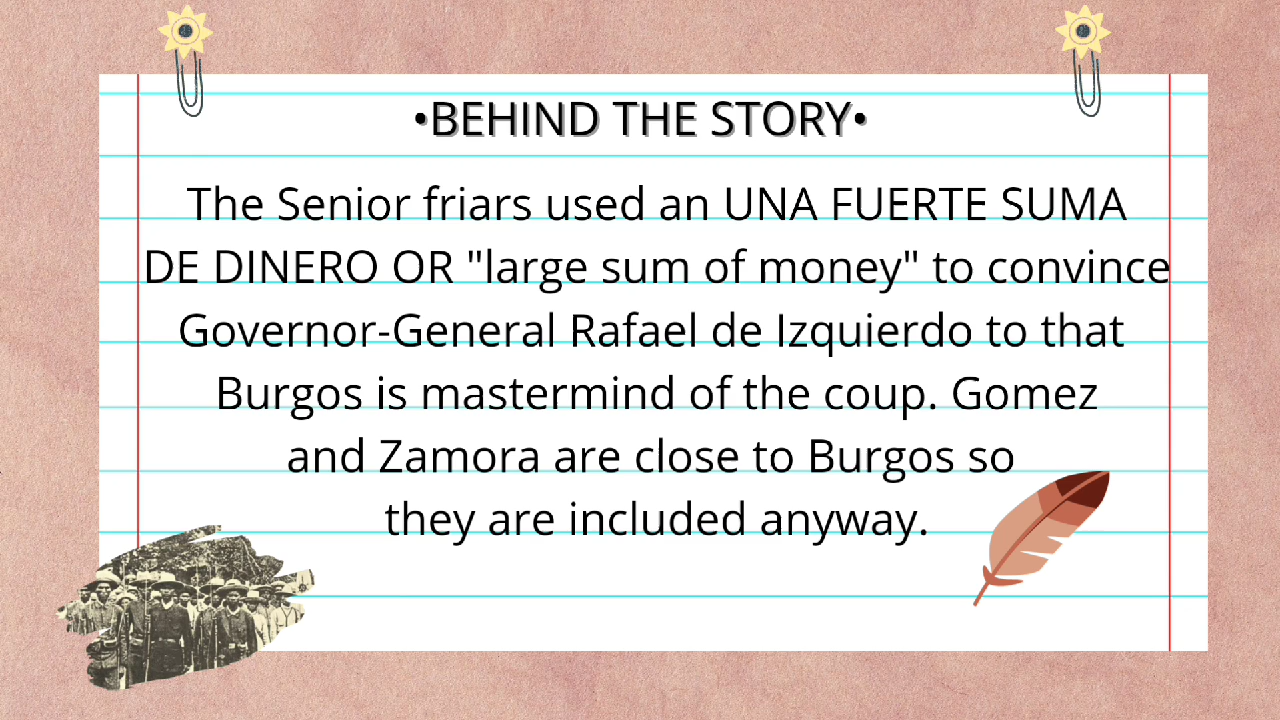 •BEHIND THE STORY•
The Senior friars used an UNA FUERTE SUMA
DE DINERO OR "large sum of money" to convince
Governor-General Rafael de Izquierdo to that
Burgos is mastermind of the coup. Gomez
and Zamora are close to Burgos so
they are included anyway.